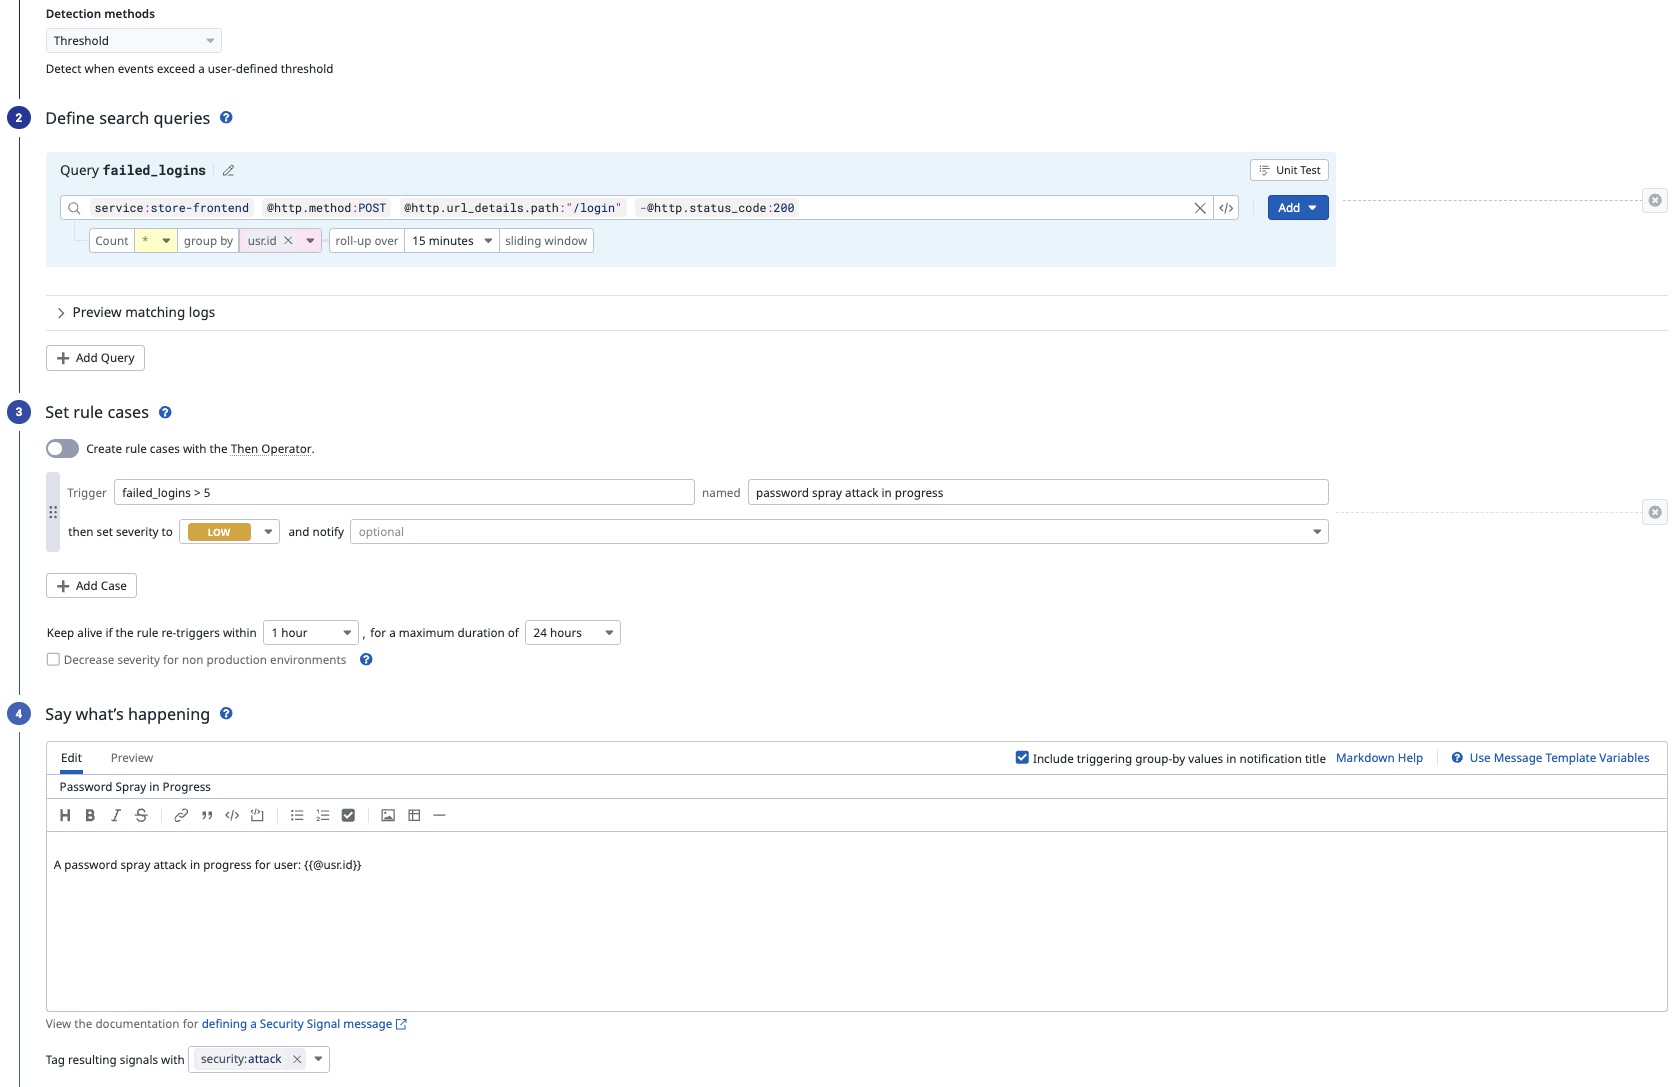 Detection methods
Threshold
Detect when events exceed a user-defined threshold
2 Define search queries ?
Query failed_logins Unit Test
service:store-frontend @http.method:POST @http.url_details.path:"/login" -@http.status_code:200 </> Add
Count * group by usr.id roll-up over 15 minutes sliding window
Preview matching logs
+ Add Query
3 Set rule cases ?
Create rule cases with the Then Operator.
Trigger failed_logins > 5 named password spray attack in progress
then set severity to LOW and notify optional
+ Add Case
Keep alive if the rule re-triggers within 1 hour , for a maximum duration of 24 hours
Decrease severity for non production environments ?
4 Say what's happening ?
Edit Preview Include triggering group-by values in notification title Markdown Help ? Use Message Template Variables
Password Spray in Progress
H B I S
A password spray attack in progress for user: {{@usr.id}}
View the documentation for defining a Security Signal message
Tag resulting signals with security:attack